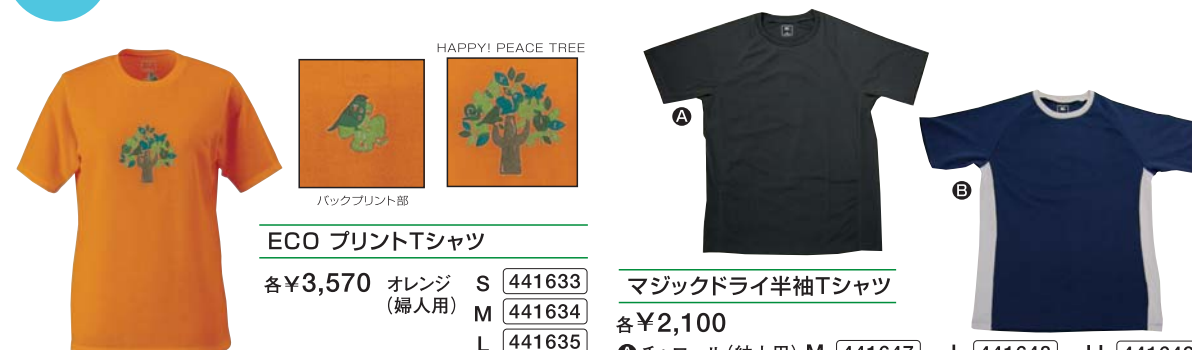 HAPPY! PEACE TREE
バックプリント部
ECO プリントTシャツ
各¥3,570 オレンジ S 441633
(婦人用) M 441634
L 441635
A
B
マジックドライ半袖Tシャツ
各¥2,100